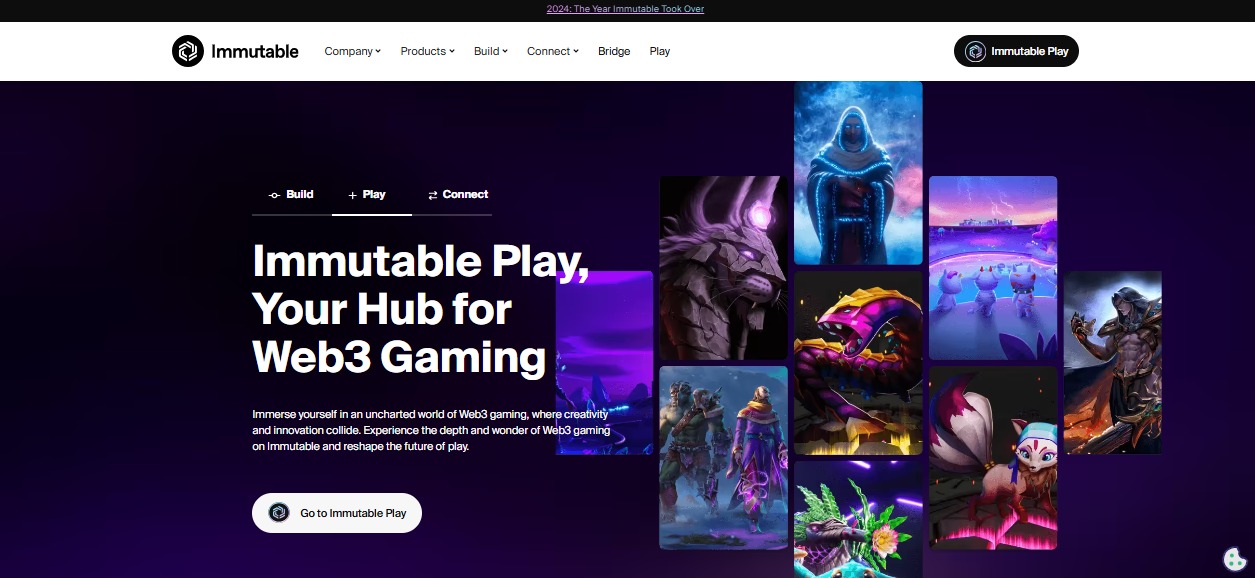 2024: The Year Immutable Took Over
Immutable Company Products Build Connect Bridge Play Immutable Play
Build Play Connect
Immutable Play,
Your Hub for
Web3 Gaming
Immerse yourself in an uncharted world of Web3 gaming, where creativity
and innovation collide. Experience the depth and wonder of Web3 gaming
on Immutable and reshape the future of play.
Go to Immutable Play